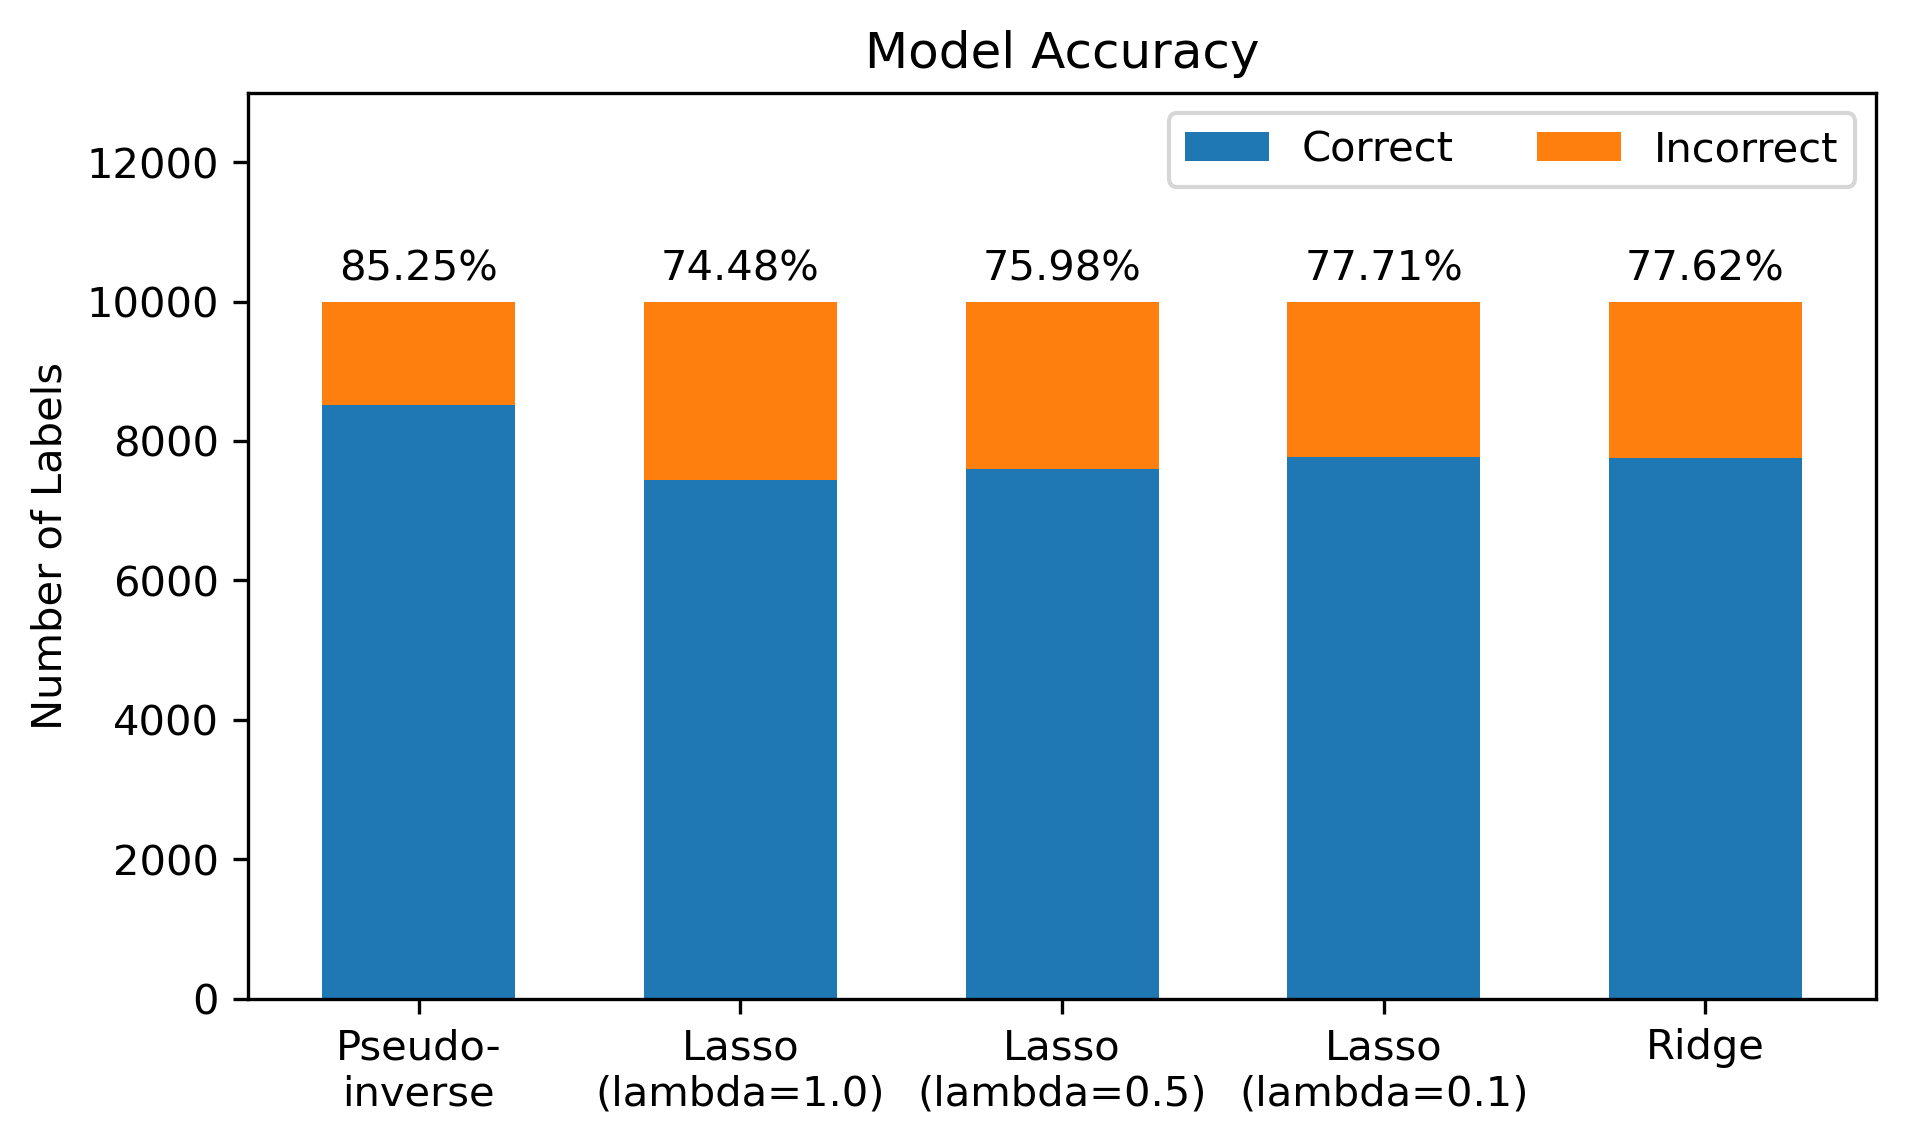 Model Accuracy
Correct
Incorrect
Number of Labels
12000
10000
8000
6000
4000
2000
0
85.25%
74.48%
75.98%
77.71%
77.62%
Pseudo-
inverse
Lasso
(lambda=1.0)
Lasso
(lambda=0.5)
Lasso
(lambda=0.1)
Ridge